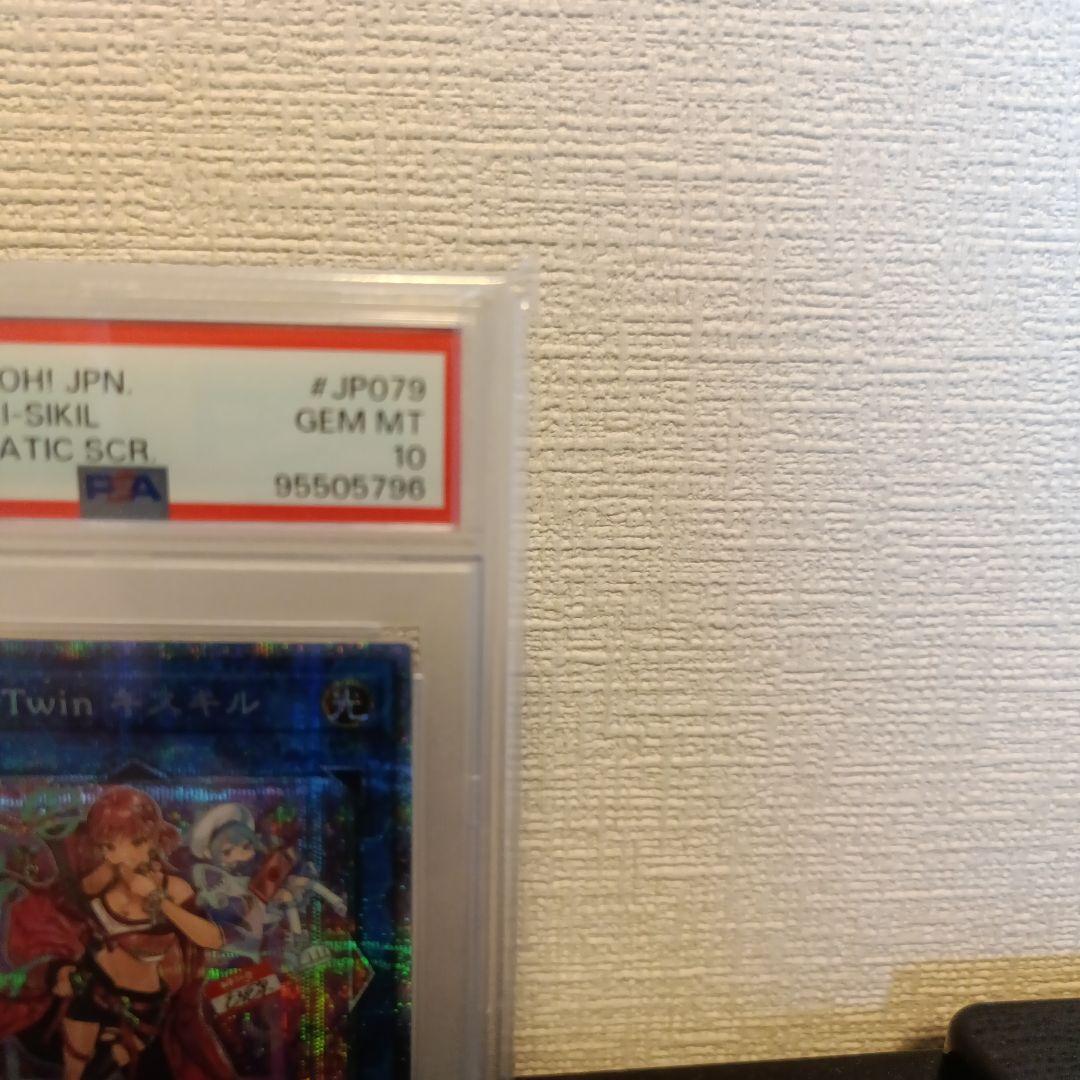 OH! JPN.
#JP079
I-SIKIL
GEM MT
ATIC SCR.
10
PSA
95505796
Twin キスキル
光